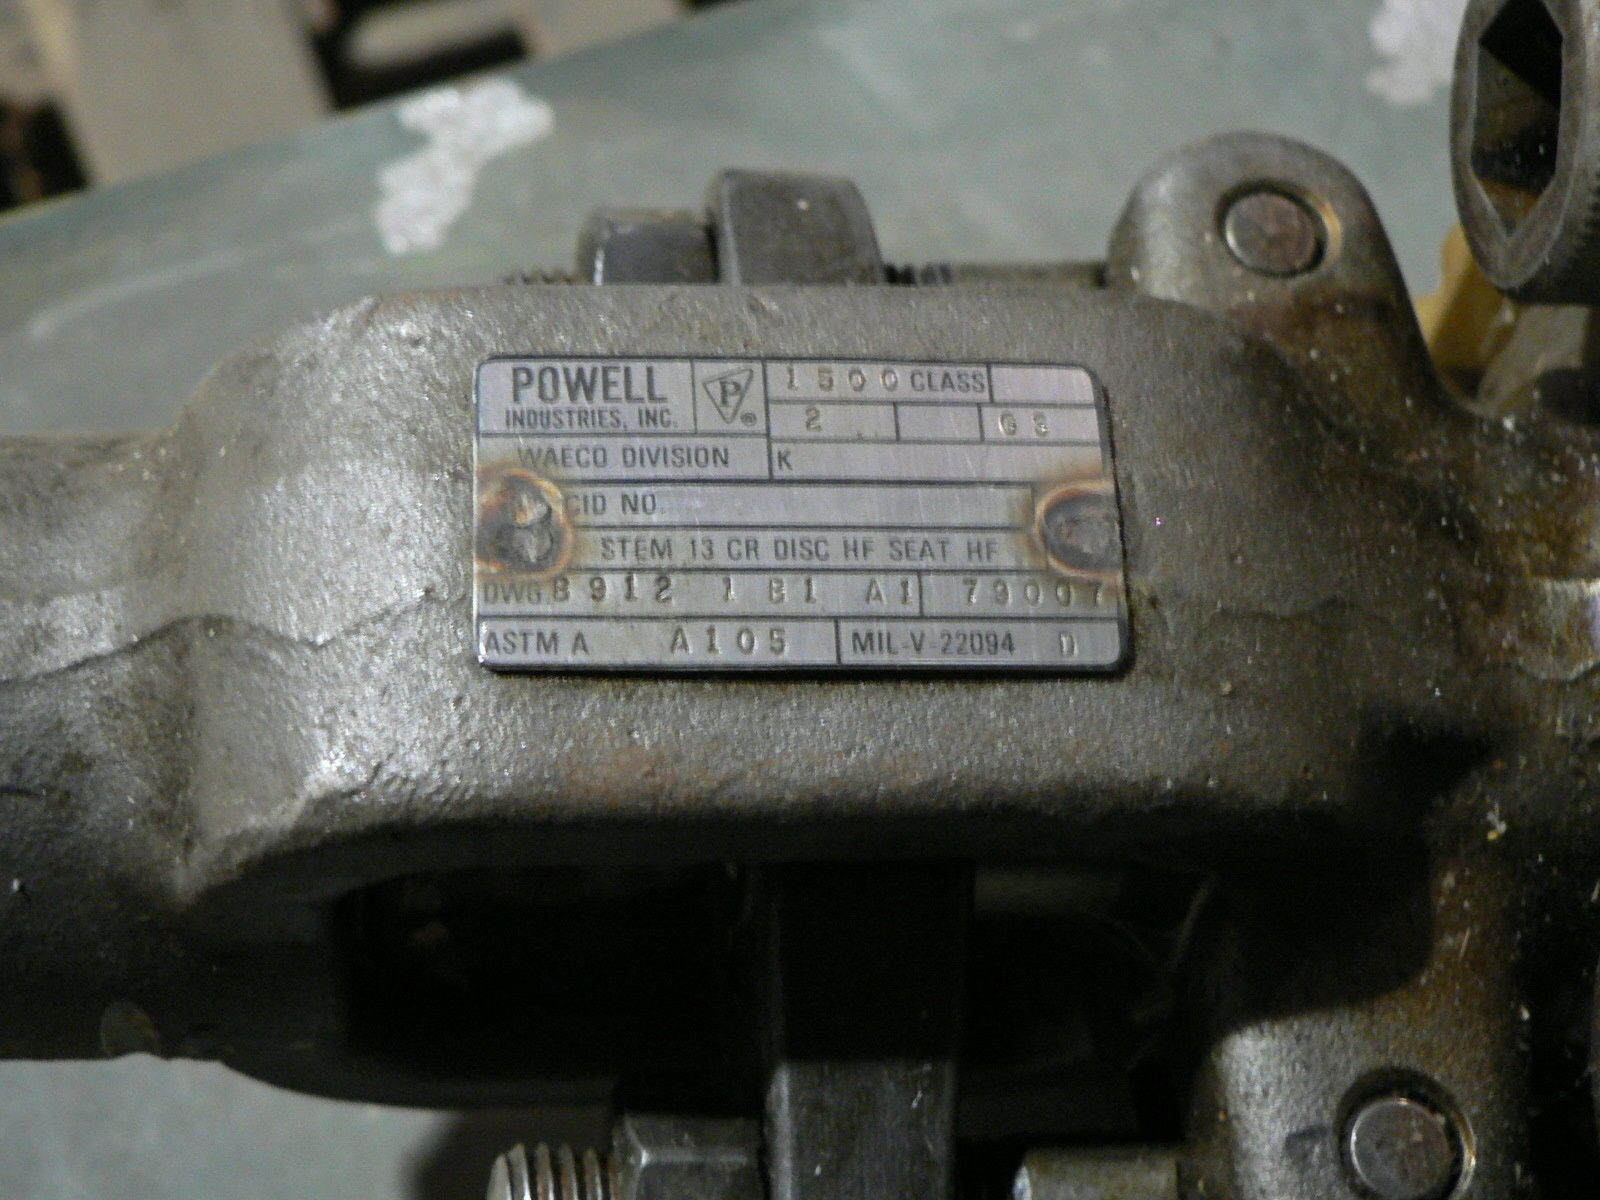 POWELL
INDUSTRIES, INC.
P ®
1500 CLASS
2
WAECO DIVISION
K
CID NO.
STEM 13 CR DISC HF SEAT HF
DWG. 8912 1 B1 A1 79007
ASTM A A105
MIL-V-22094 D